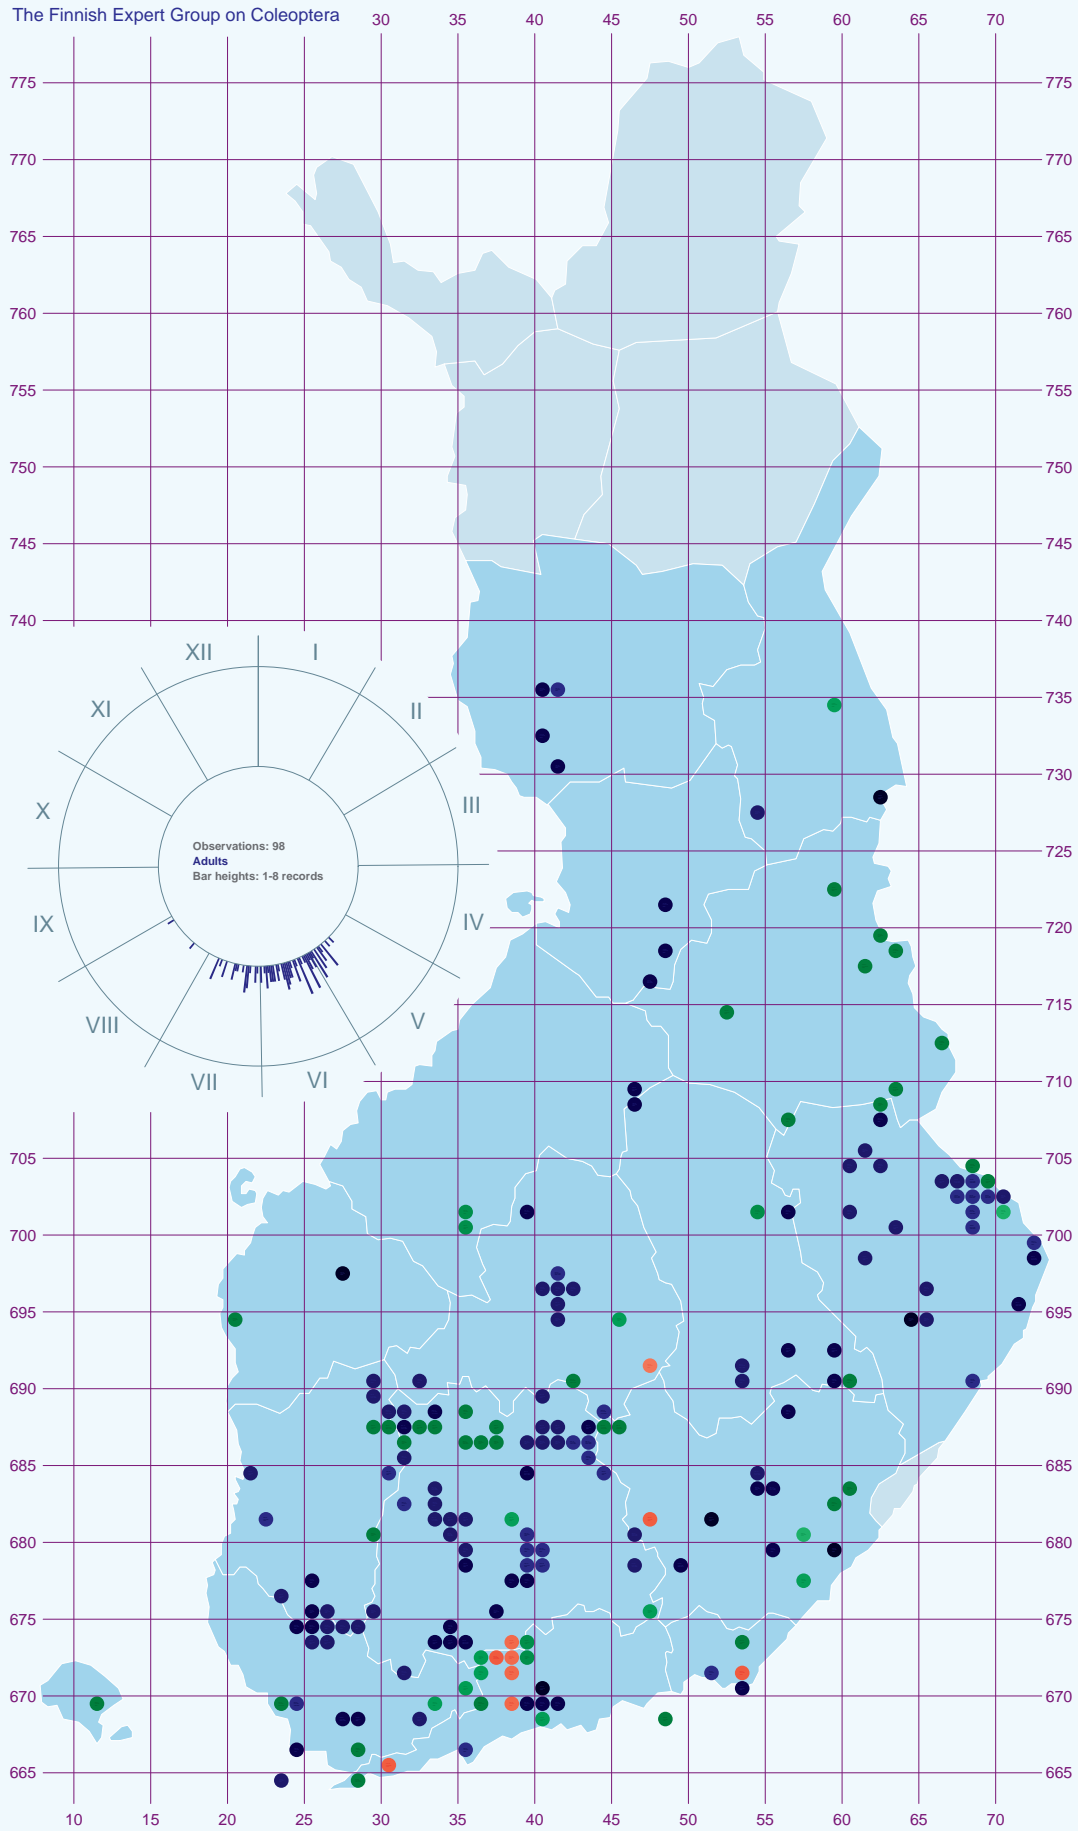 The Finnish Expert Group on Coleoptera
30 40 45 50 55 60 65 70
775 775
770 770
765 765
760 760
755 755
750 750
745 745
740 740
XII I
XI II
735
X III
730
Observations: 98
Adults
Bar heights: 1-8 records
725
IX IV
720
VIII V
715
VII VI
710
705 705
700 700
695 695
690 690
685 685
680 680
675 675
670 670
665 665
10 15 20 25 30 35 40 45 50 55 60 65 70